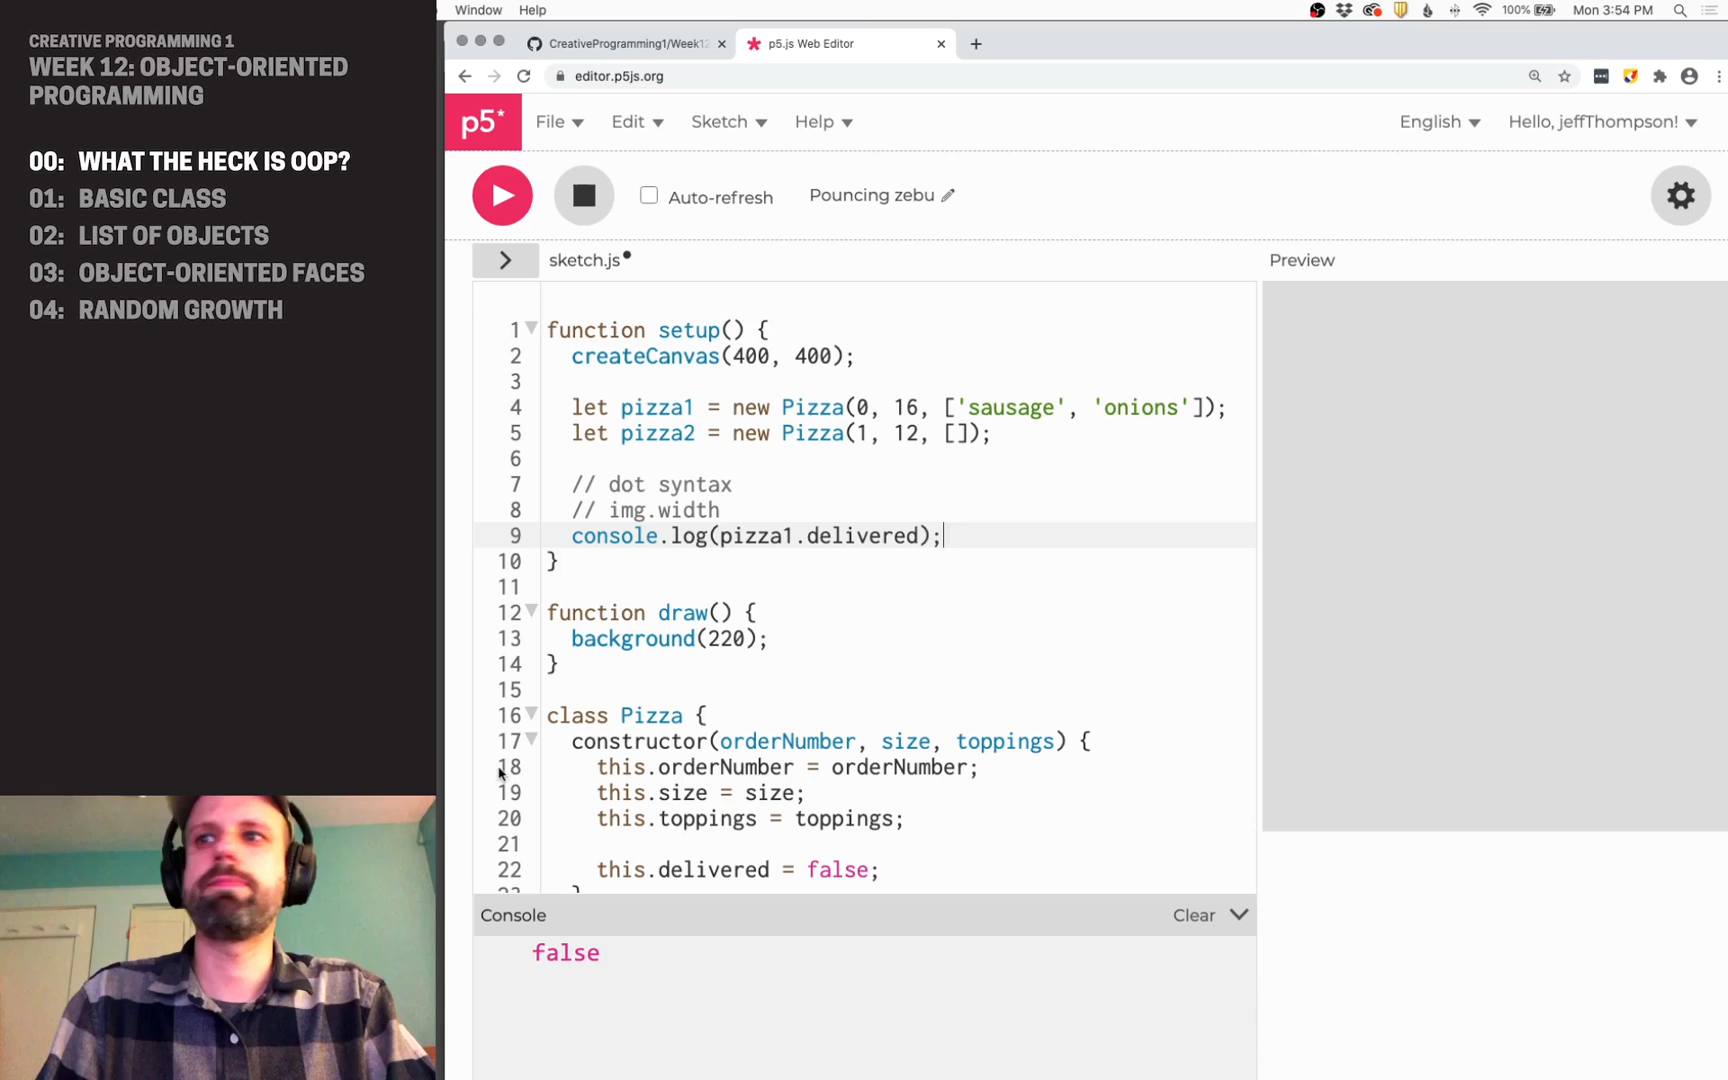 CREATIVE PROGRAMMING 1
WEEK 12: OBJECT-ORIENTED
PROGRAMMING
00: WHAT THE HECK IS OOP?
01: BASIC CLASS
02: LIST OF OBJECTS
03: OBJECT-ORIENTED FACES
04: RANDOM GROWTH
Window Help 100% Mon 3:54 PM
CreativeProgramming1/Week12 p5.js Web Editor
editor.p5js.org
p5* File Edit Sketch Help English Hello, jeffThompson!
Auto-refresh Pouncing zebu
sketch.js Preview
1 function setup() {
2 createCanvas(400, 400);
3
4 let pizza1 = new Pizza(0, 16, ['sausage', 'onions']);
5 let pizza2 = new Pizza(1, 12, []);
6
7 // dot syntax
8 // img.width
9 console.log(pizza1.delivered);
10 }
11
12 function draw() {
13 background(220);
14 }
15
16 class Pizza {
17 constructor(orderNumber, size, toppings) {
18 this.orderNumber = orderNumber;
19 this.size = size;
20 this.toppings = toppings;
21
22 this.delivered = false;
Console Clear
false